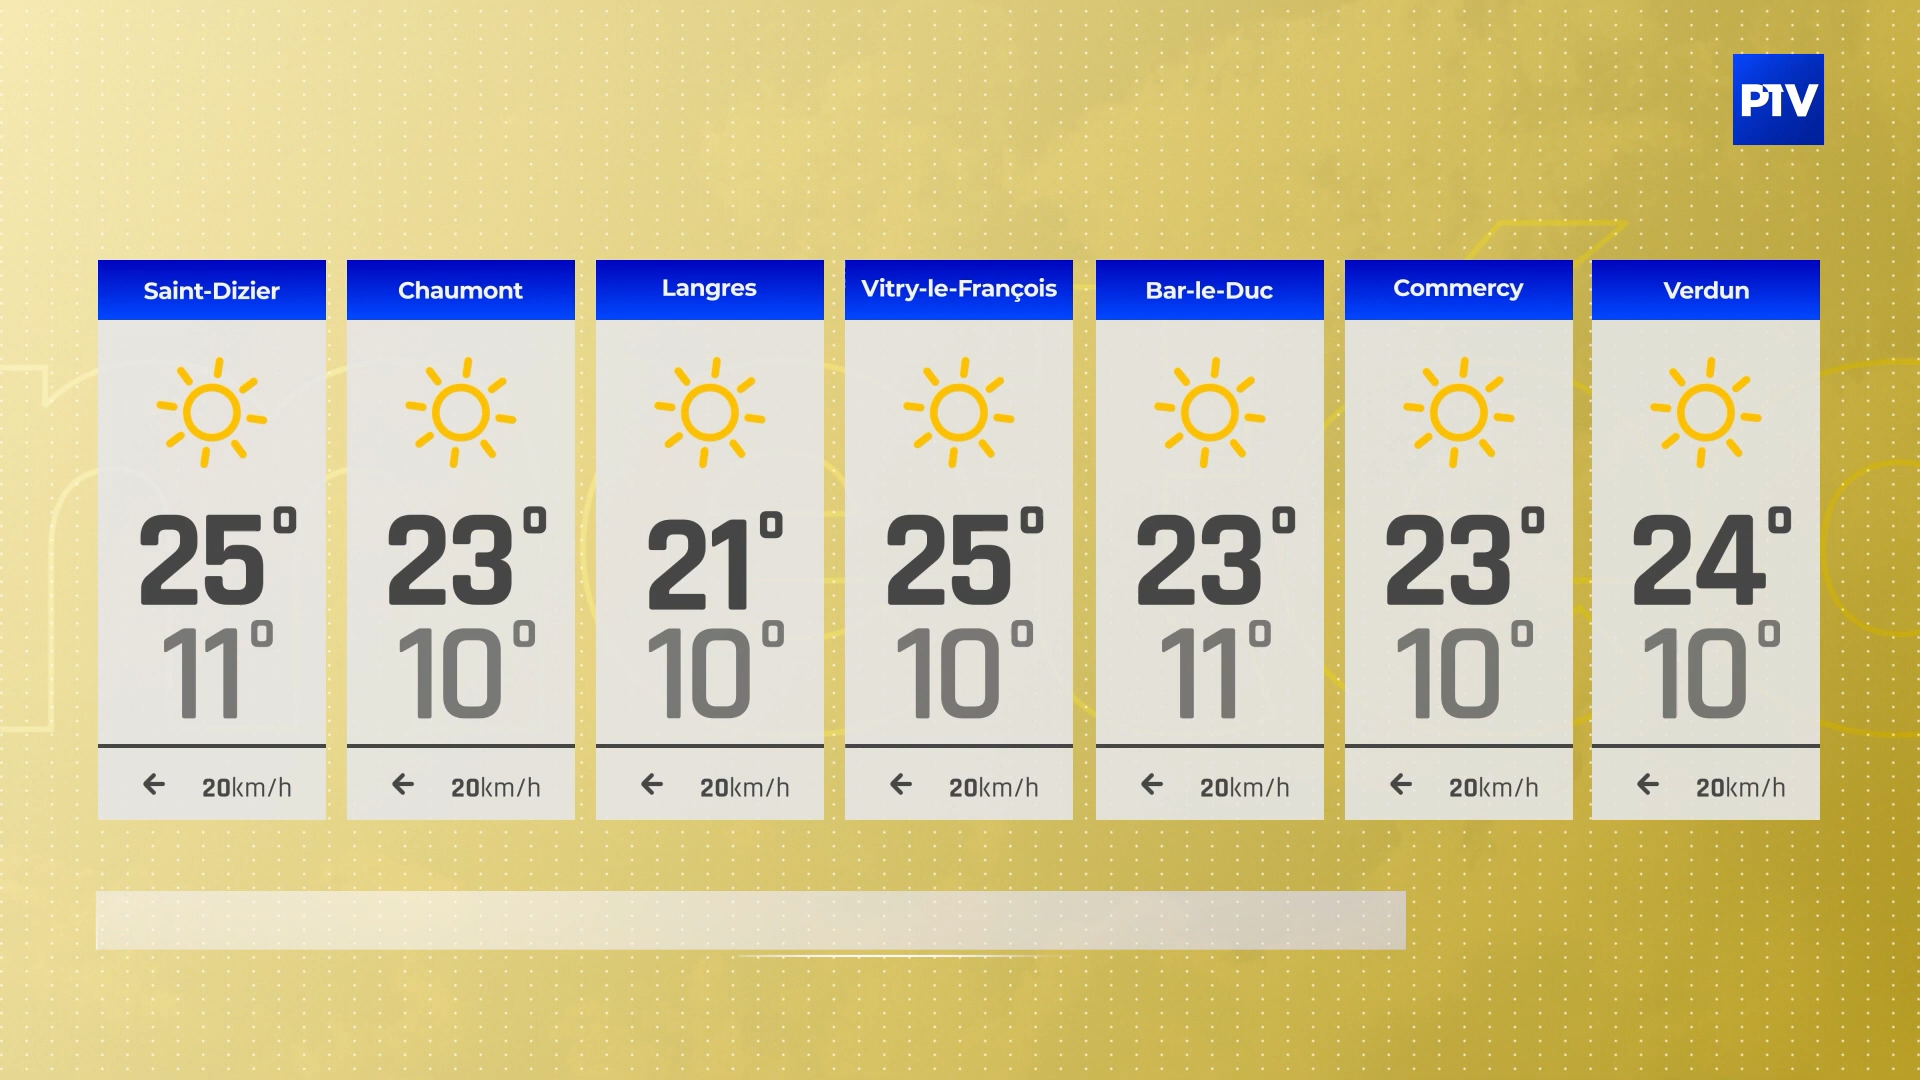 PTV
Saint-Dizier
25°
11°
20km/h
Chaumont
23°
10°
20km/h
Langres
21°
10°
20km/h
Vitry-le-François
25°
10°
20km/h
Bar-le-Duc
23°
11°
20km/h
Commercy
23°
10°
20km/h
Verdun
24°
10°
20km/h